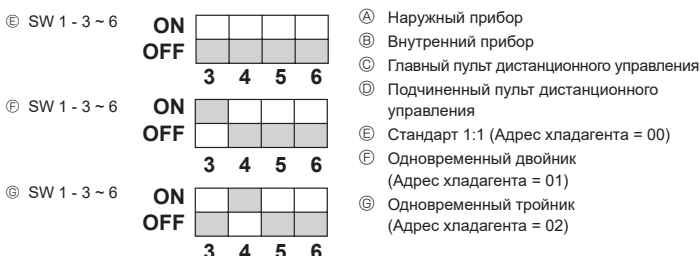 Ⓔ SW 1 - 3 ~ 6
ON
OFF
3 4 5 6
Ⓕ SW 1 - 3 ~ 6
ON
OFF
3 4 5 6
Ⓖ SW 1 - 3 ~ 6
ON
OFF
3 4 5 6
Ⓐ Наружный прибор
Ⓑ Внутренний прибор
Ⓒ Главный пульт дистанционного управления
Ⓓ Подчиненный пульт дистанционного
управления
Ⓔ Стандарт 1:1 (Адрес хладагента = 00)
Ⓕ Одновременный двойник
(Адрес хладагента = 01)
Ⓖ Одновременный тройник
(Адрес хладагента = 02)